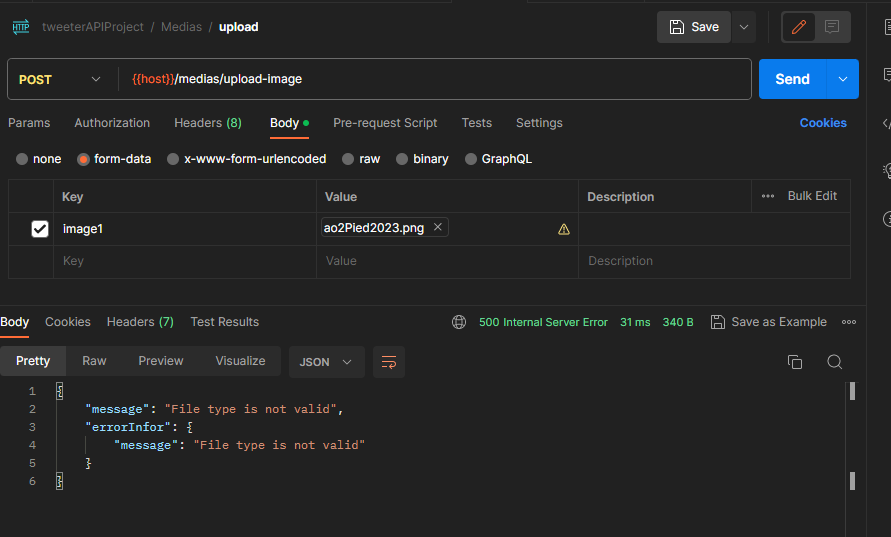 HTTP tweeterAPIProject / Medias / upload Save
POST {{host}}/medias/upload-image Send
Params Authorization Headers (8) Body Pre-request Script Tests Settings Cookies
none form-data x-www-form-urlencoded raw binary GraphQL
Key Value Description Bulk Edit
image1 ao2Pied2023.png
Key Value Description
Body Cookies Headers (7) Test Results 500 Internal Server Error 31 ms 340 B Save as Example
Pretty Raw Preview Visualize JSON
1 {
2 "message": "File type is not valid",
3 "errorInfor": {
4 "message": "File type is not valid"
5 }
6 }